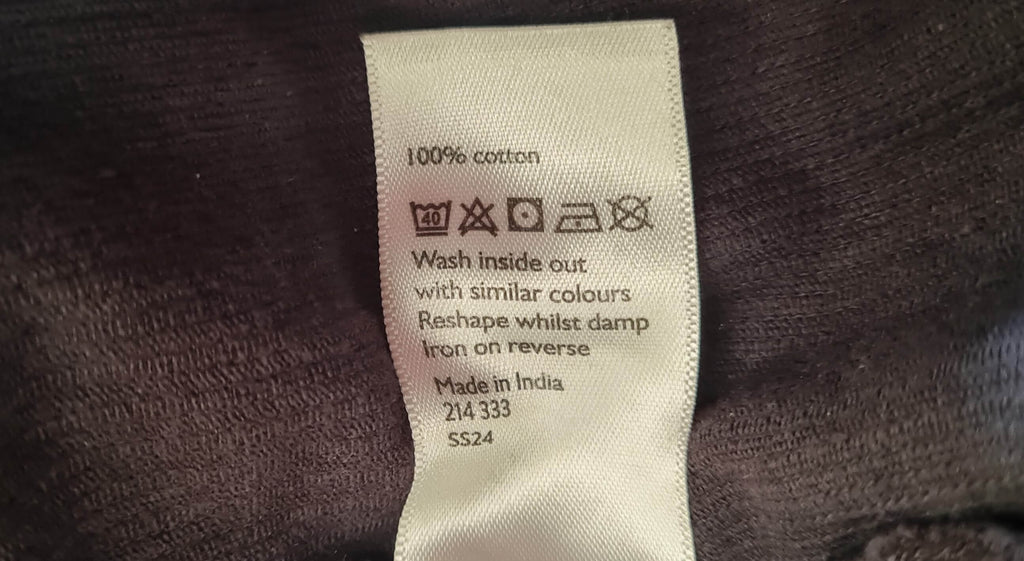 100% cotton
40
Wash inside out
with similar colours
Reshape whilst damp
Iron on reverse
Made in India
214 333
SS24